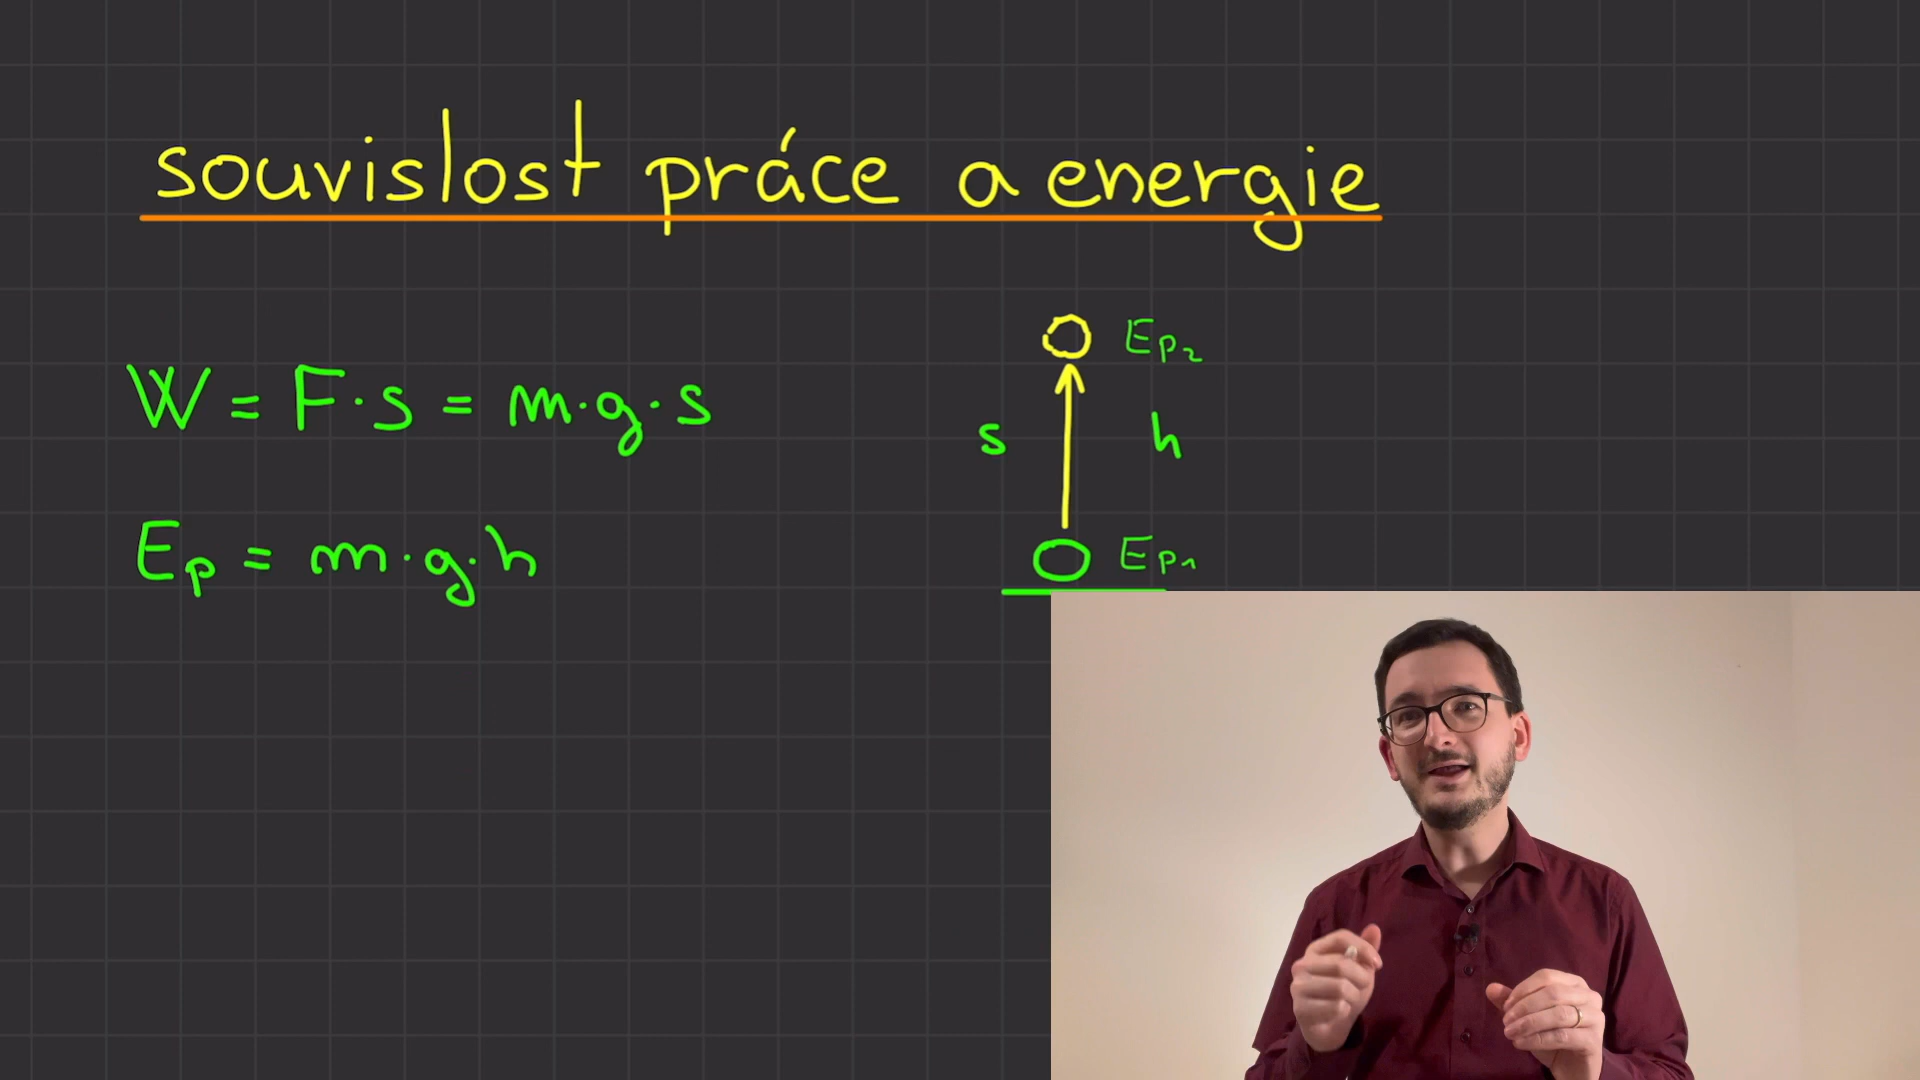 souvislost práce a energie
W = F·s = m·g·s
Ep = m·g·h
Ep2
s
h
Ep1